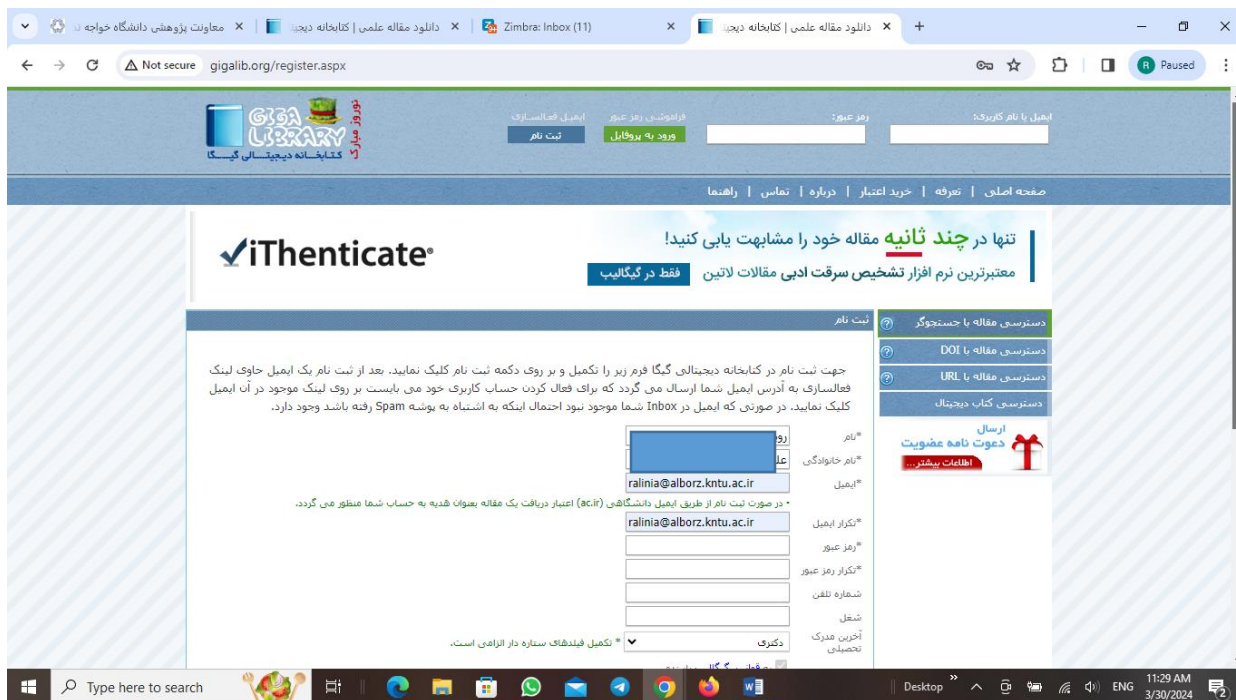 دانلود مقاله علمی | کتابخانه دیجیتـ
Zimbra: Inbox (11)
دانلود مقاله علمی | کتابخانه دیجیتـ
معاونت پژوهشی دانشگاه خواجه نـ
Not secure
gigalib.org/register.aspx
R Paused
GIGA LIBRARY
نوروز مبارک
کتـابخــانه دیجیتــالی گیـــگا
ایمیل یا نام کاربری:
رمز عبور:
فراموشی رمز عبور
ایمیل فعالسـازی
ورود به پروفایل
ثبت نام
صفحه اصلی | تعرفه | خرید اعتبار | درباره | تماس | راهنما
تنها در چند ثانیه مقاله خود را مشابهت یابی کنید!
معتبرترین نرم افزار تشخیص سرقت ادبی مقالات لاتین
فقط در گیگالیب
iThenticate®
دسترسی مقاله با جستجوگر
دسترسی مقاله با DOI
دسترسی مقاله با URL
دسترسی کتاب دیجیتال
ارسال
دعوت نامه عضویت
اطلاعات بیشتر...
ثبت نام
جهت ثبت نام در کتابخانه دیجیتالی گیگا فرم زیر را تکمیل و بر روی دکمه ثبت نام کلیک نمایید. بعد از ثبت نام یک ایمیل حاوی لینک
فعالسازی به آدرس ایمیل شما ارسال می گردد که برای فعال کردن حساب کاربری خود می بایست بر روی لینک موجود در آن ایمیل
کلیک نمایید. در صورتی که ایمیل در Inbox شما موجود نبود احتمال اینکه به اشتباه به پوشه Spam رفته باشد وجود دارد.
*نام
*نام خانوادگی
*ایمیل
ralinia@alborz.kntu.ac.ir
• در صورت ثبت نام از طریق ایمیل دانشگاهی (ac.ir) اعتبار دریافت یک مقاله بعنوان هدیه به حساب شما منظور می گردد.
*تکرار ایمیل
ralinia@alborz.kntu.ac.ir
*رمز عبور
*تکرار رمز عبور
شماره تلفن
شغل
آخرین مدرک تحصیلی
دکتری
* تکمیل فیلدهای ستاره دار الزامی است.
Type here to search
Desktop
ENG
11:29 AM
3/30/2024